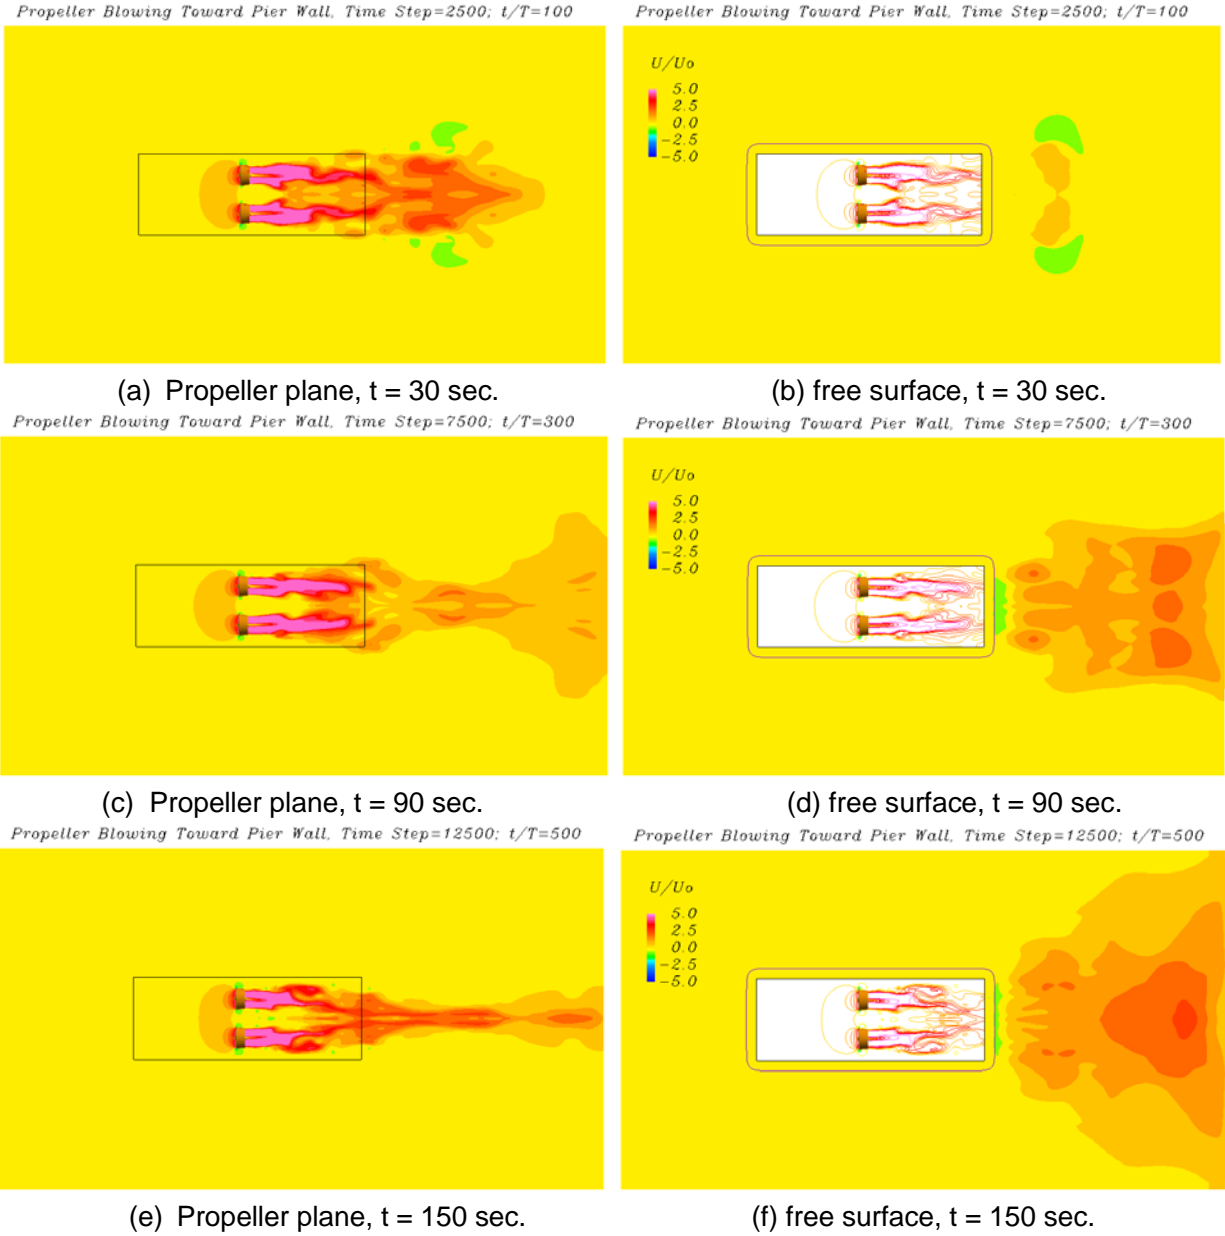 Propeller Blowing Toward Pier Wall, Time Step=2500; t/T=100
Propeller Blowing Toward Pier Wall, Time Step=2500; t/T=100
U/Uo
5.0
2.5
0.0
-2.5
-5.0
(a) Propeller plane, t = 30 sec.
(b) free surface, t = 30 sec.
Propeller Blowing Toward Pier Wall, Time Step=7500; t/T=300
Propeller Blowing Toward Pier Wall, Time Step=7500; t/T=300
U/Uo
5.0
2.5
0.0
-2.5
-5.0
(c) Propeller plane, t = 90 sec.
(d) free surface, t = 90 sec.
Propeller Blowing Toward Pier Wall, Time Step=12500; t/T=500
Propeller Blowing Toward Pier Wall, Time Step=12500; t/T=500
U/Uo
5.0
2.5
0.0
-2.5
-5.0
(e) Propeller plane, t = 150 sec.
(f) free surface, t = 150 sec.